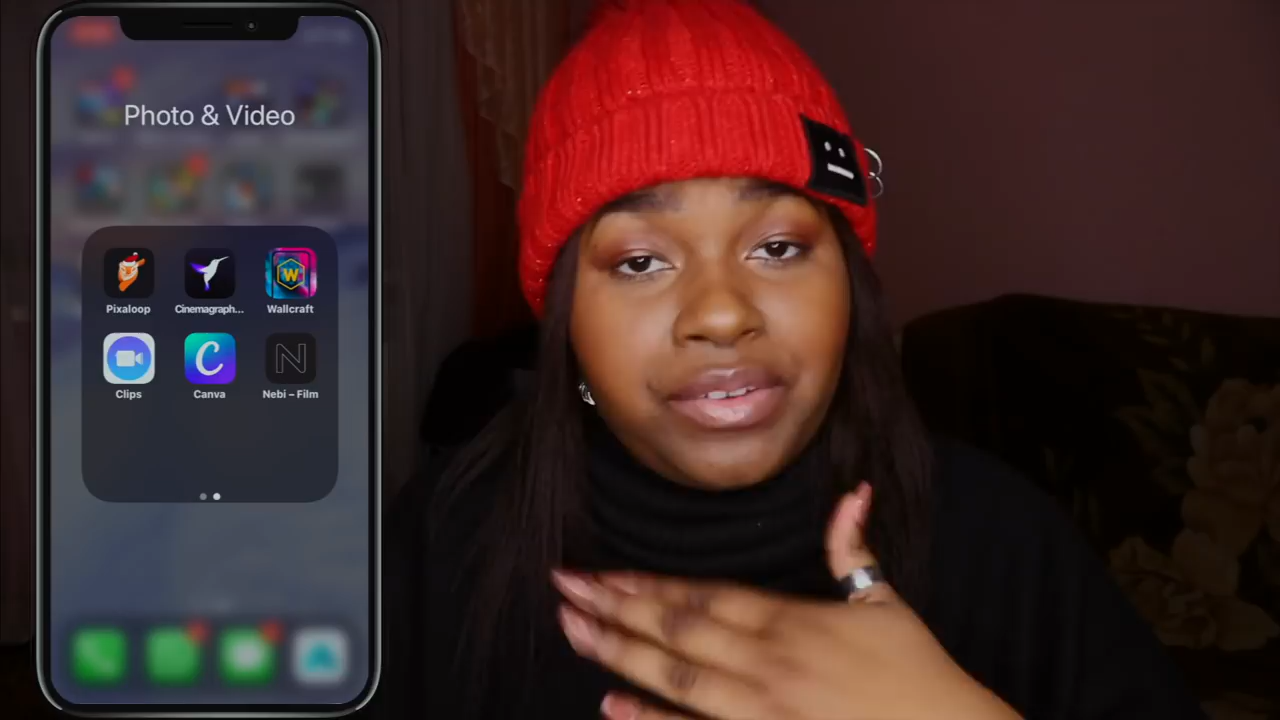 Photo & Video
Pixaloop
Cinemagraph...
Wallcraft
Clips
Canva
Nebi – Film